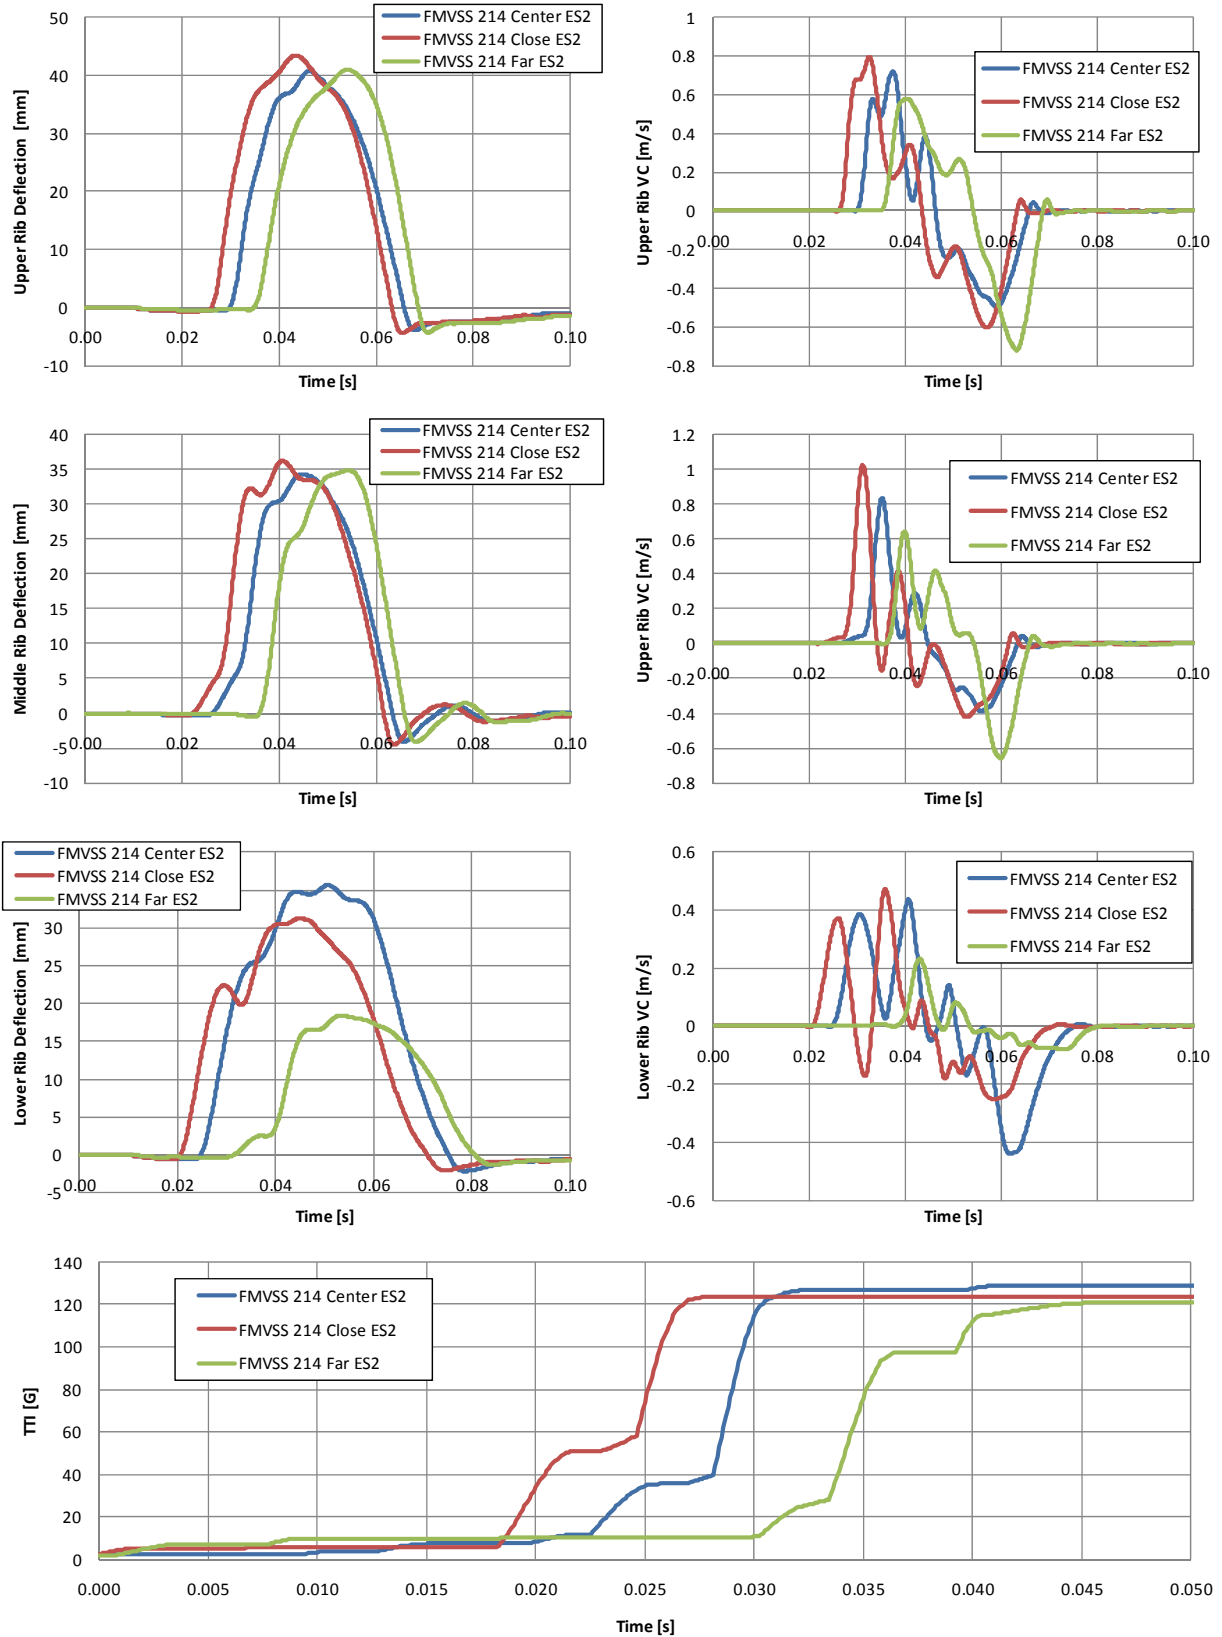 50
40
30
20
10
0
-10
0.00 0.02 0.04 0.06 0.08 0.10
Upper Rib Deflection [mm]
Time [s]
FMVSS 214 Center ES2
FMVSS 214 Close ES2
FMVSS 214 Far ES2
1
0.8
0.6
0.4
0.2
0
-0.2
-0.4
-0.6
-0.8
0.00 0.02 0.04 0.06 0.08 0.10
Upper Rib VC [m/s]
Time [s]
FMVSS 214 Center ES2
FMVSS 214 Close ES2
FMVSS 214 Far ES2
40
35
30
25
20
15
10
5
0
-5
-10
0.00 0.02 0.04 0.06 0.08 0.10
Middle Rib Deflection [mm]
Time [s]
FMVSS 214 Center ES2
FMVSS 214 Close ES2
FMVSS 214 Far ES2
1.2
1
0.8
0.6
0.4
0.2
0
-0.2
-0.4
-0.6
-0.8
0.00 0.02 0.04 0.06 0.08 0.10
Upper Rib VC [m/s]
Time [s]
FMVSS 214 Center ES2
FMVSS 214 Close ES2
FMVSS 214 Far ES2
30
25
20
15
10
5
0
-5
0.00 0.02 0.04 0.06 0.08 0.10
Lower Rib Deflection [mm]
Time [s]
FMVSS 214 Center ES2
FMVSS 214 Close ES2
FMVSS 214 Far ES2
0.6
0.4
0.2
0
-0.2
-0.4
-0.6
0.00 0.02 0.04 0.06 0.08 0.10
Lower Rib VC [m/s]
Time [s]
FMVSS 214 Center ES2
FMVSS 214 Close ES2
FMVSS 214 Far ES2
140
120
100
80
60
40
20
0
0.000 0.005 0.010 0.015 0.020 0.025 0.030 0.035 0.040 0.045 0.050
TTI [G]
Time [s]
FMVSS 214 Center ES2
FMVSS 214 Close ES2
FMVSS 214 Far ES2